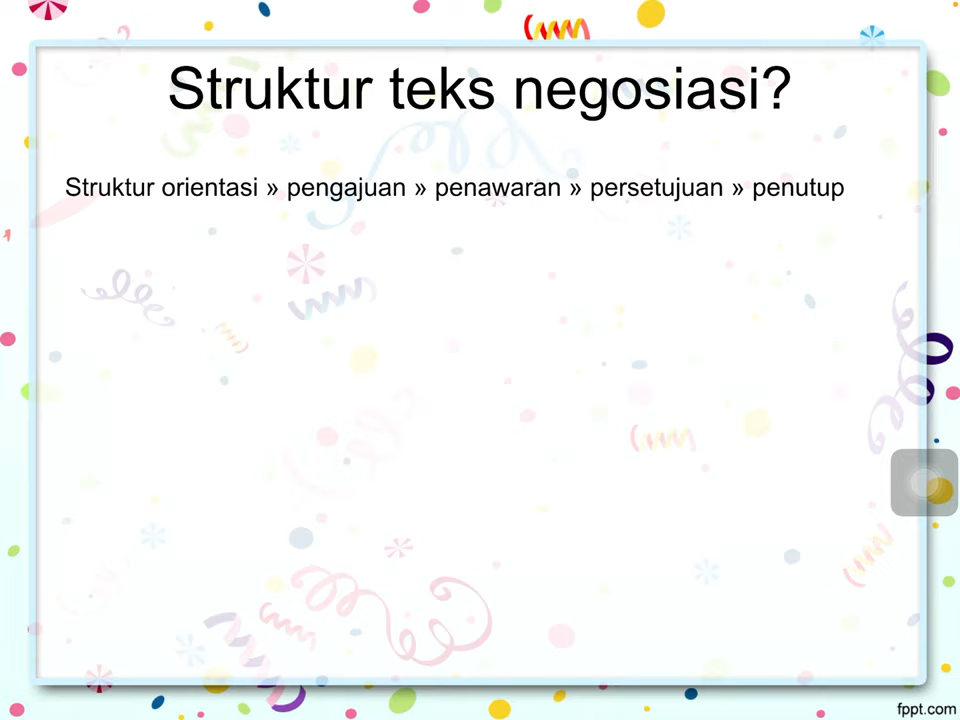 Struktur teks negosiasi?
Struktur orientasi » pengajuan » penawaran » persetujuan » penutup
fppt.com